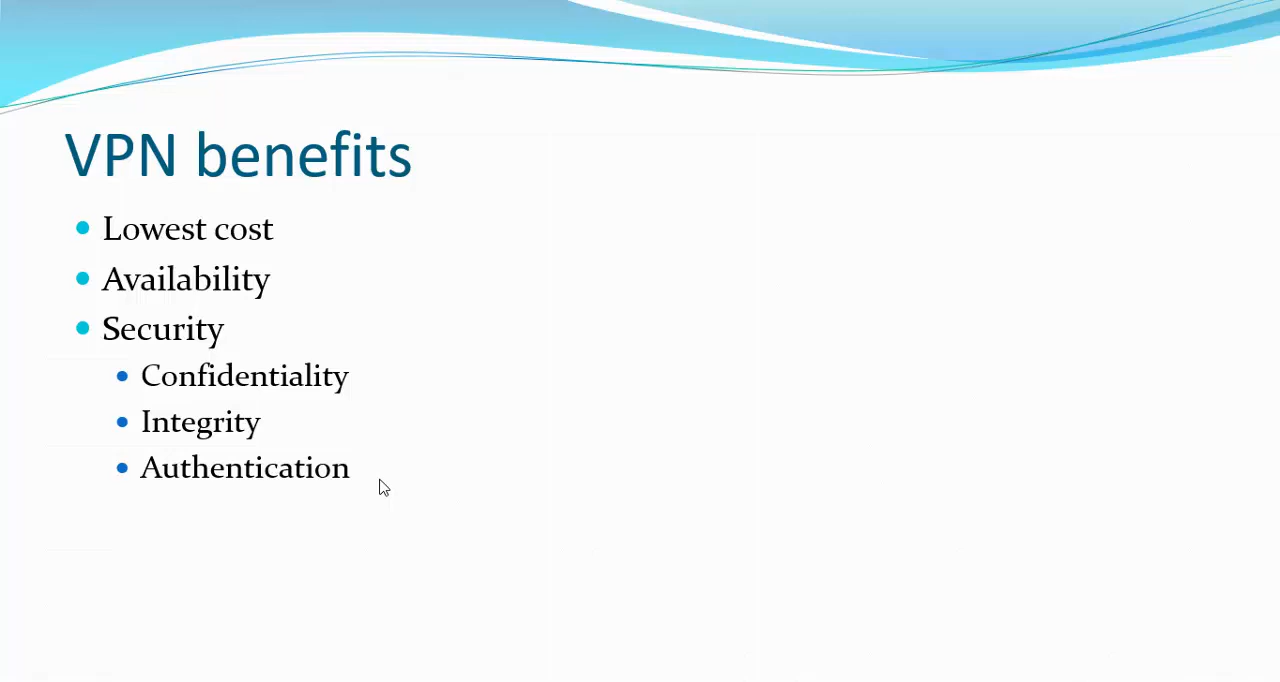 VPN benefits
Lowest cost
Availability
Security
Confidentiality
Integrity
Authentication